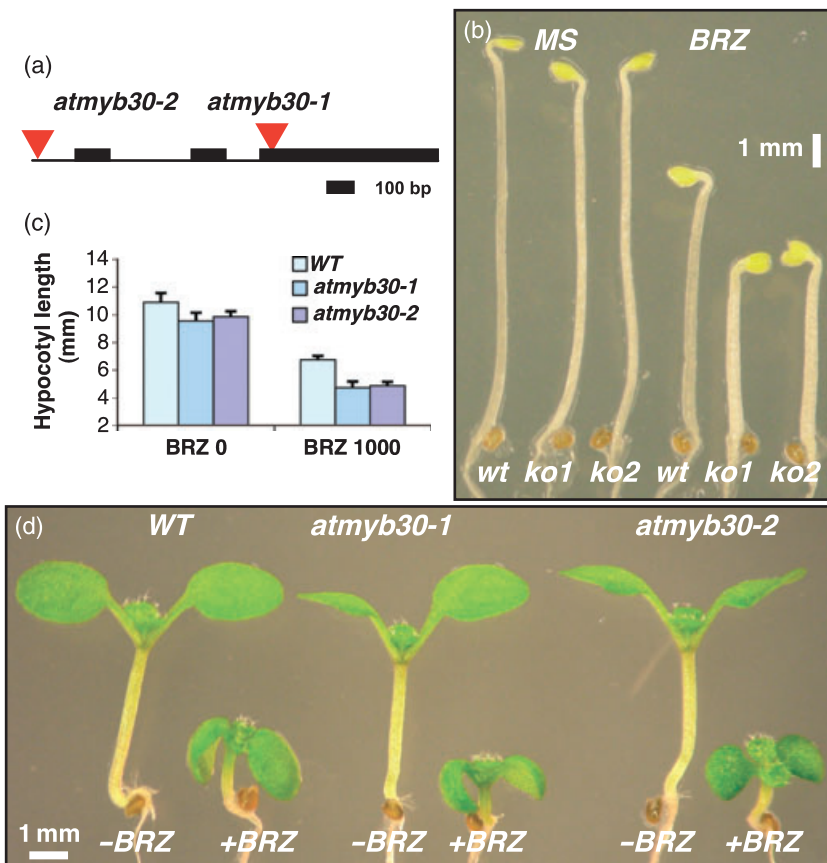 (a)
atmyb30-2 atmyb30-1
100 bp
(b)
MS BRZ
1 mm
wt ko1 ko2 wt ko1 ko2
(c)
Hypocotyl length
(mm)
14
12
10
8
6
4
2
WT
atmyb30-1
atmyb30-2
BRZ 0 BRZ 1000
(d)
WT atmyb30-1 atmyb30-2
1 mm
–BRZ +BRZ –BRZ +BRZ –BRZ +BRZ